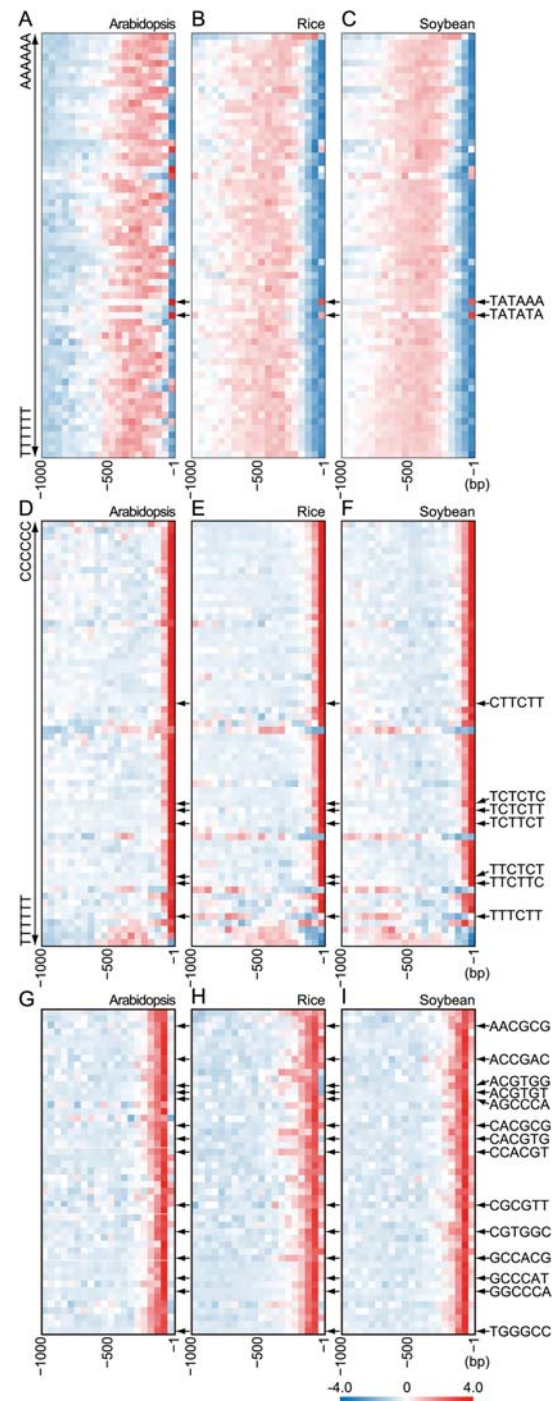 A Arabidopsis B Rice C Soybean
AAAAAA
TATAAA
TATATA
TTTTTT
-1000 -500 -1 -1000 -500 -1 -1000 -500 -1 (bp)
D Arabidopsis E Rice F Soybean
CCCCCC
CTTCTT
TCTCTC
TCTCTT
TCTTCT
TTCTCT
TTCTTC
TTTCTT
TTTTTT
-1000 -500 -1 -1000 -500 -1 -1000 -500 -1 (bp)
G Arabidopsis H Rice I Soybean
AACGCG
ACCGAC
ACGTGG
ACGTGT
AGCCCA
CACGCG
CACGTG
CCACGT
CGCGTT
CGTGGC
GCCACG
GCCCAT
GGCCCA
TGGGCC
-1000 -500 -1 -1000 -500 -1 -1000 -500 -1 (bp)
-4.0 0 4.0